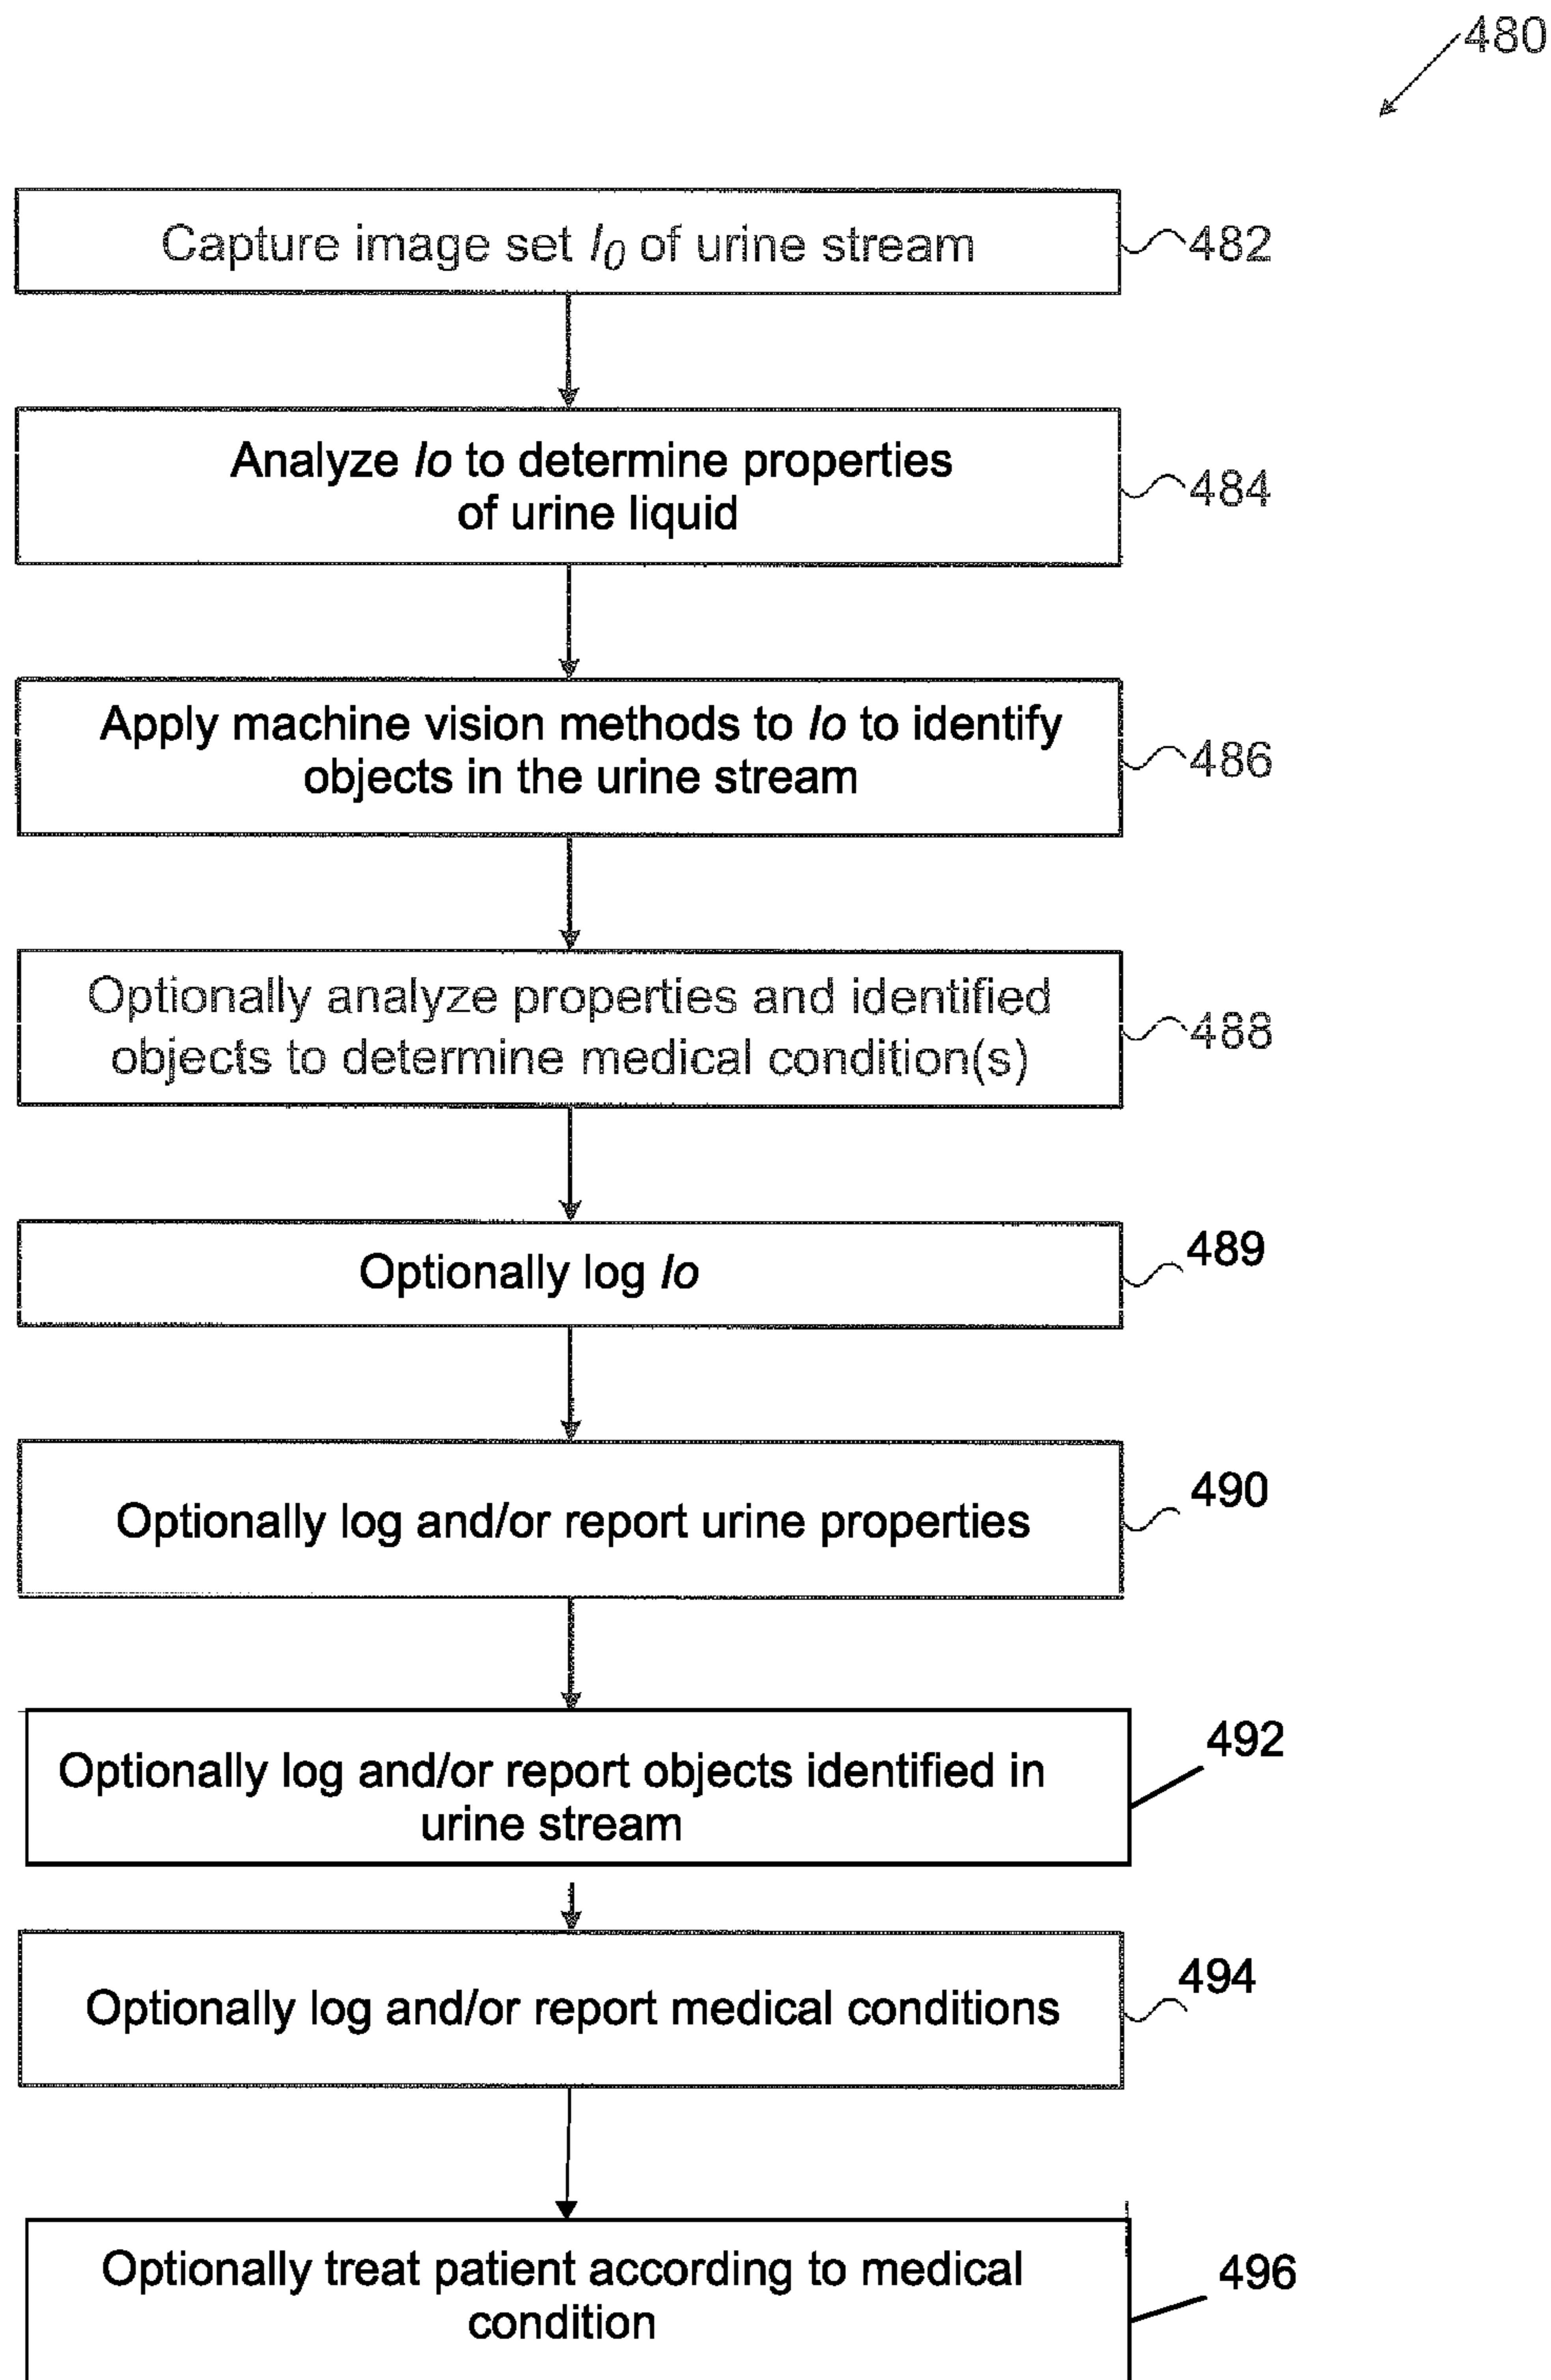 480
Capture image set I0 of urine stream
482
Analyze Io to determine properties
of urine liquid
484
Apply machine vision methods to Io to identify
objects in the urine stream
486
Optionally analyze properties and identified
objects to determine medical condition(s)
488
Optionally log Io
489
Optionally log and/or report urine properties
490
Optionally log and/or report objects identified in
urine stream
492
Optionally log and/or report medical conditions
494
Optionally treat patient according to medical
condition
496